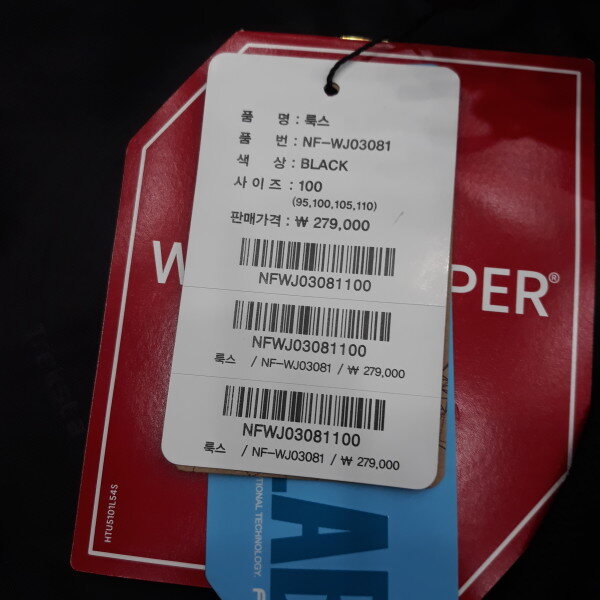 품 명 : 룩스
품 번 : NF-WJ03081
색 상 : BLACK
사 이 즈 : 100
(95,100,105,110)
판매가격 : ₩ 279,000
NFWJ03081100
NFWJ03081100
룩스 / NF-WJ03081 / ₩ 279,000
NFWJ03081100
룩스 / NF-WJ03081 / ₩ 279,000
PER®
HTUS101L54S
TECHNOLOGY.